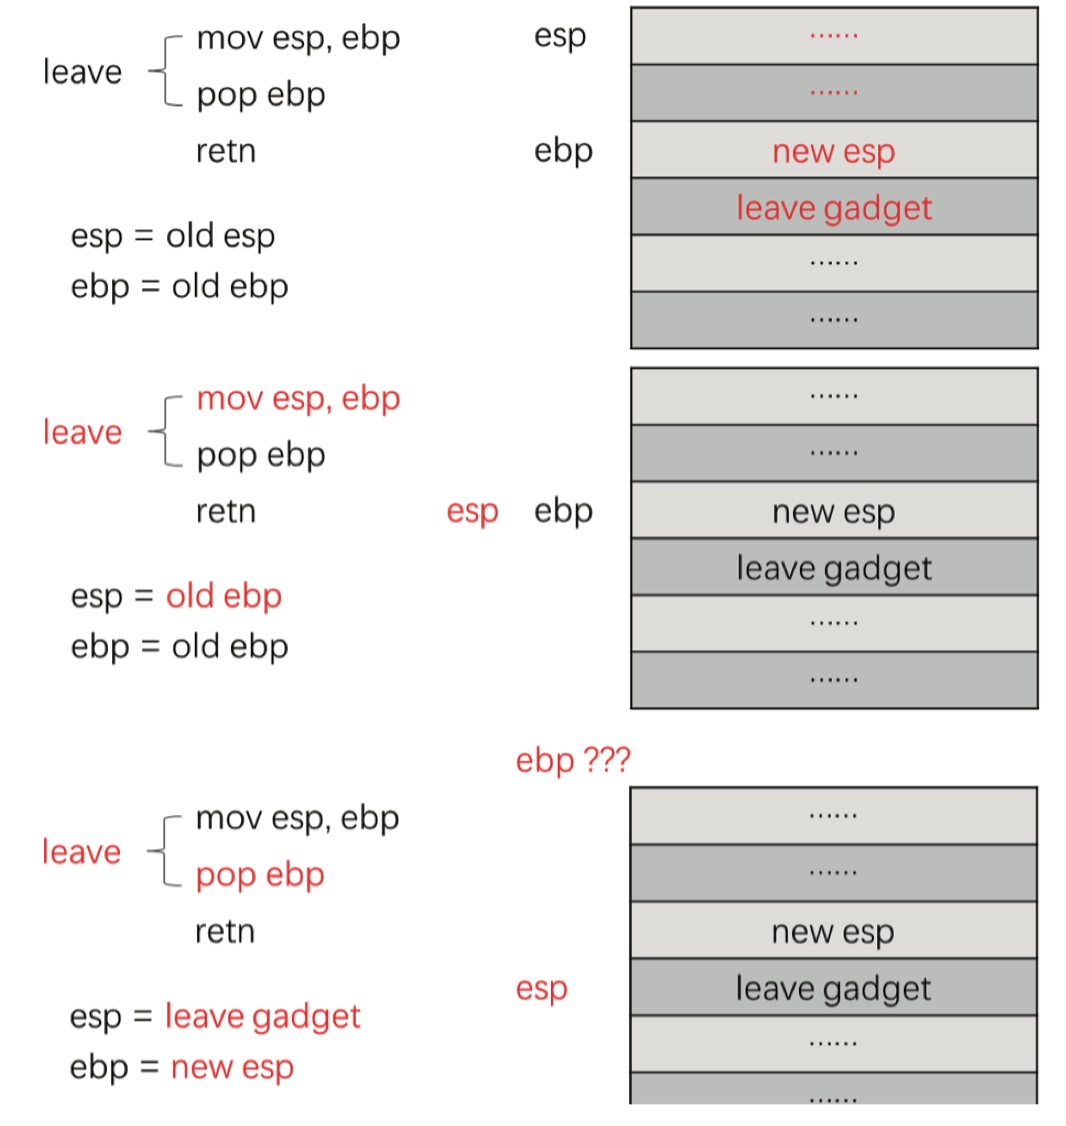 mov esp, ebp
leave
pop ebp
retn
esp = old esp
ebp = old ebp
esp
ebp
······
······
new esp
leave gadget
······
······
mov esp, ebp
leave
pop ebp
retn
esp = old ebp
ebp = old ebp
esp ebp
······
······
new esp
leave gadget
······
······
ebp ???
mov esp, ebp
leave
pop ebp
retn
esp = leave gadget
ebp = new esp
esp
······
······
new esp
leave gadget
······
······